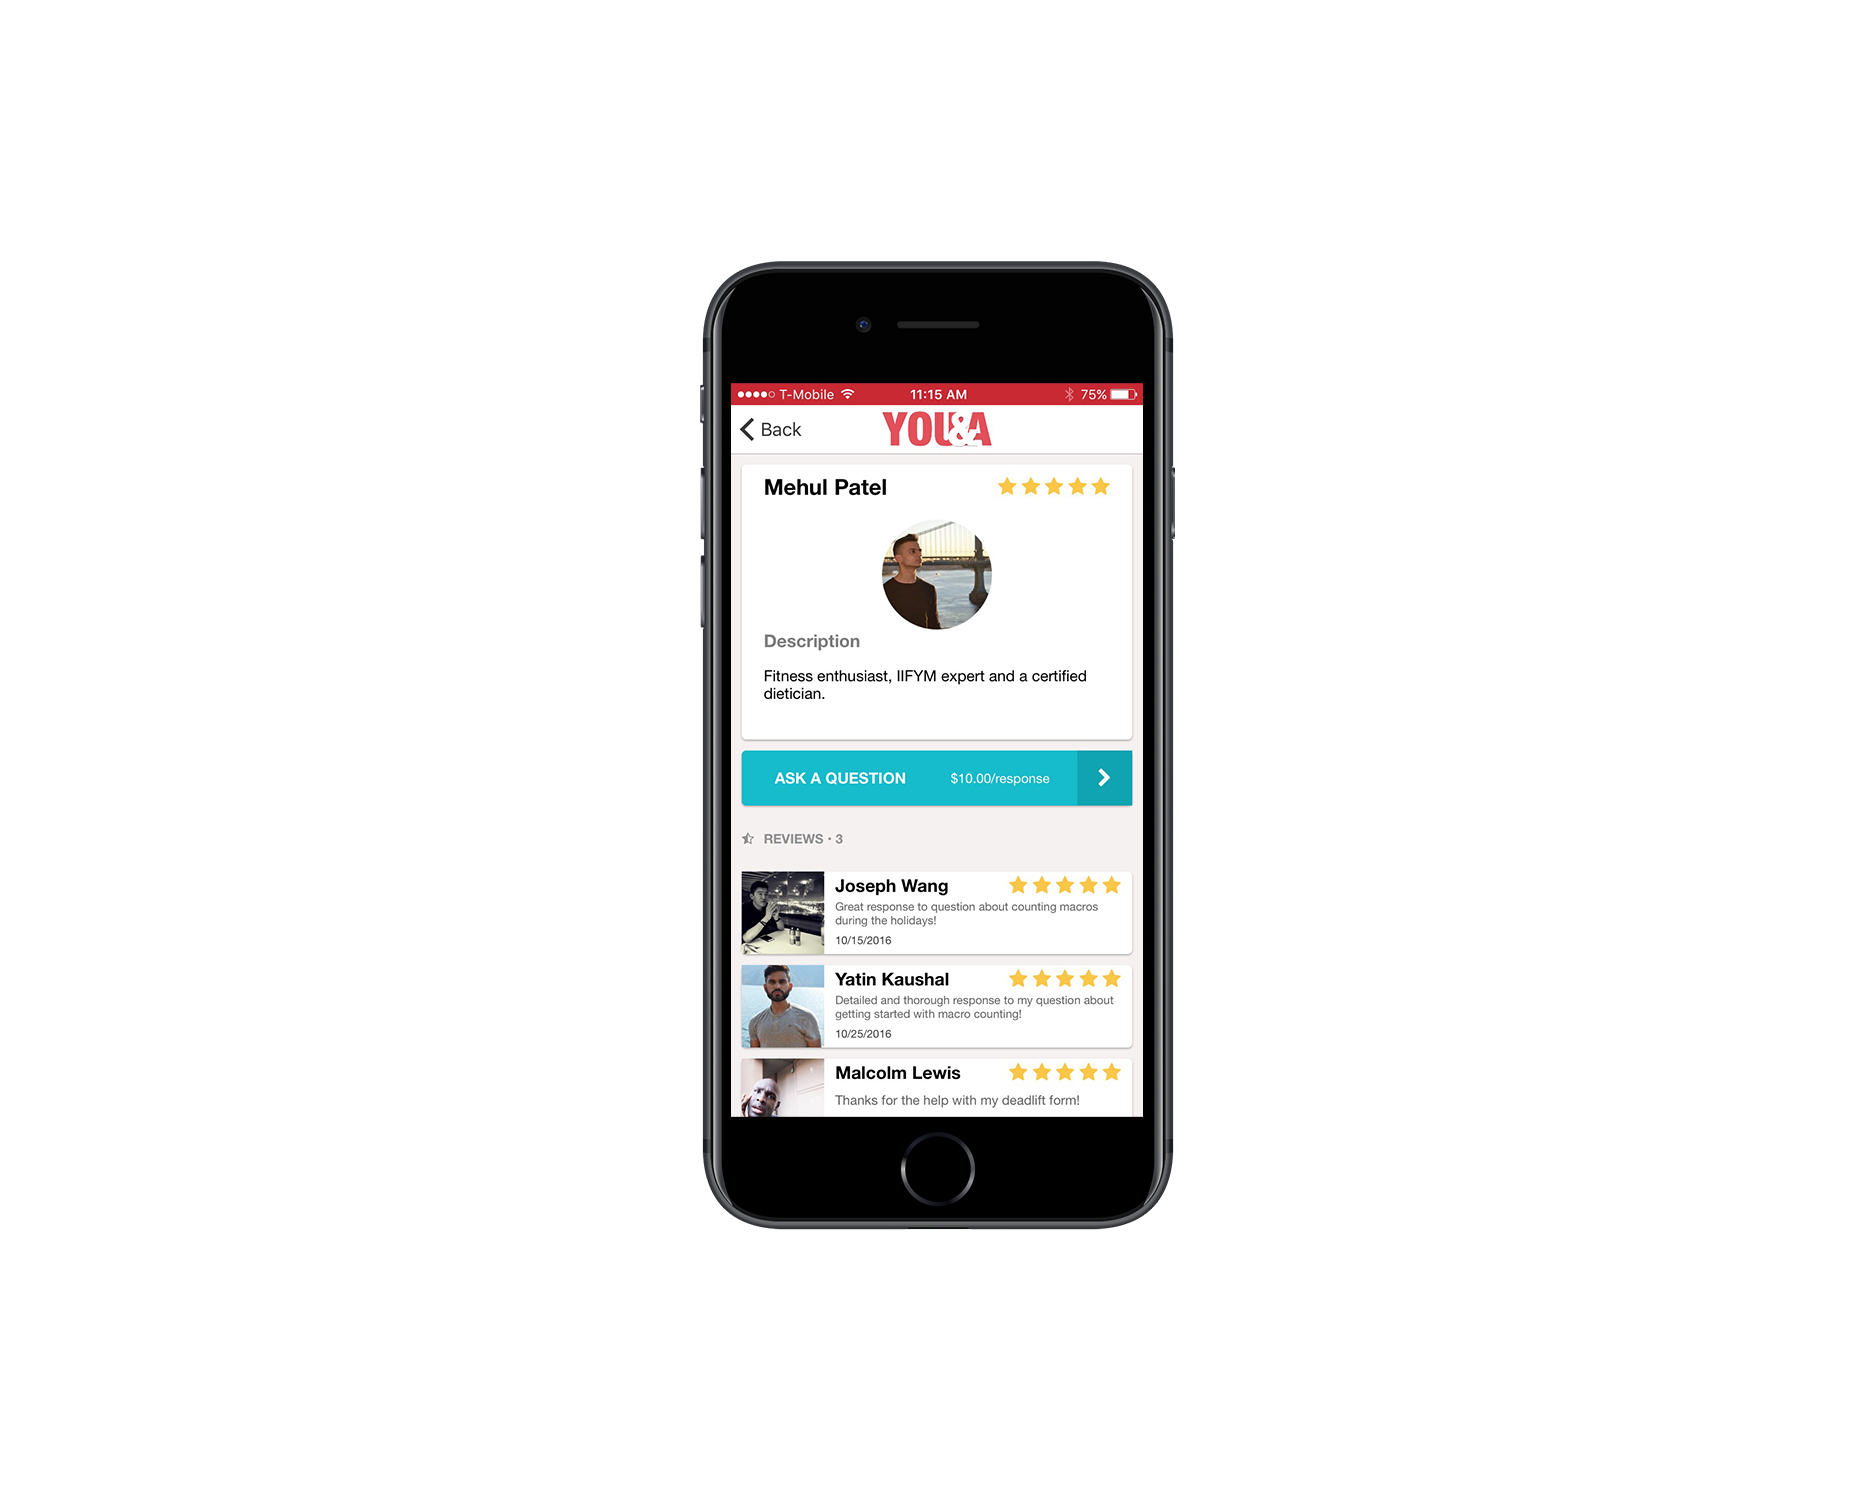 T-Mobile 11:15 AM 75%
Back YOU&A
Mehul Patel
Description
Fitness enthusiast, IIFYM expert and a certified
dietician.
ASK A QUESTION $10.00/response
REVIEWS · 3
Joseph Wang
Great response to question about counting macros
during the holidays!
10/15/2016
Yatin Kaushal
Detailed and thorough response to my question about
getting started with macro counting!
10/25/2016
Malcolm Lewis
Thanks for the help with my deadlift form!